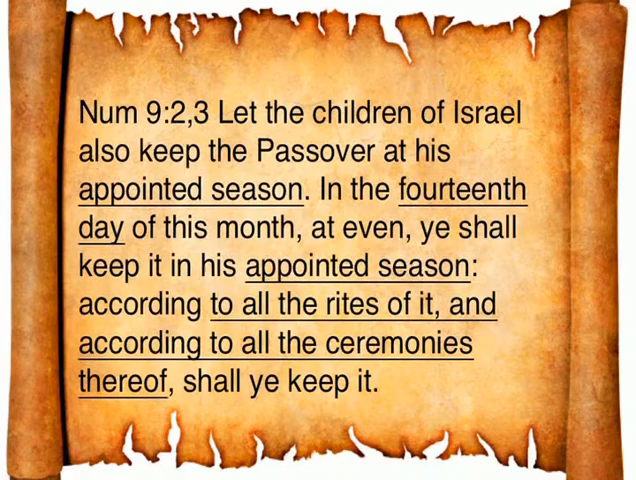 Num 9:2,3 Let the children of Israel
also keep the Passover at his
appointed season. In the fourteenth
day of this month, at even, ye shall
keep it in his appointed season:
according to all the rites of it, and
according to all the ceremonies
thereof, shall ye keep it.